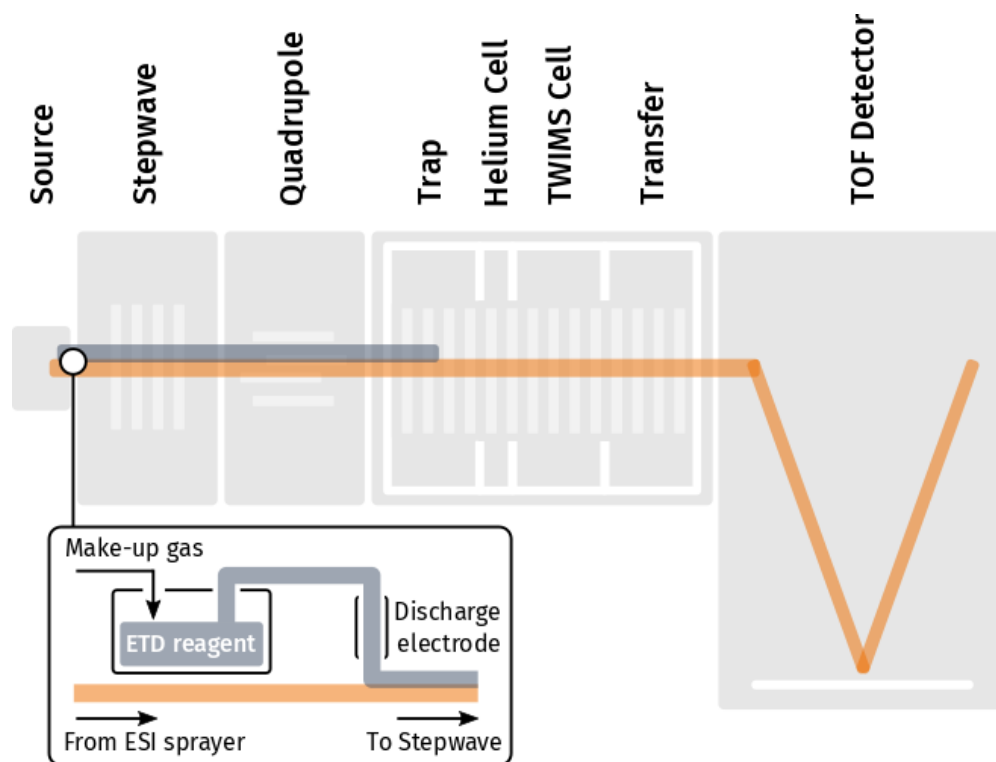 Source
Stepwave
Quadrupole
Trap
Helium Cell
TWIMS Cell
Transfer
TOF Detector
Make-up gas
ETD reagent
Discharge
electrode
From ESI sprayer
To Stepwave